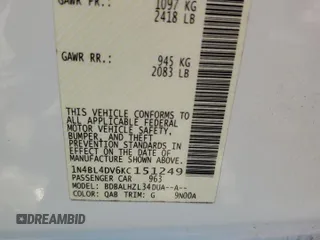 GAWR FR.: 1097 KG
2418 LB
GAWR RR.: 945 KG
2083 LB
THIS VEHICLE CONFORMS TO ALL
APPLICABLE FEDERAL
MOTOR VEHICLE SAFETY,
BUMPER, AND THEFT
PREVENTION STANDARDS IN
EFFECT ON THE DATE OF
MANUFACTURE SHOWN ABOVE.
1N4BL4DV6KC151249
PASSENGER CAR 963
MODEL: BDBALHZL34DUA--A--
COLOR: QAB TRIM: G 9N00A
DREAMBID